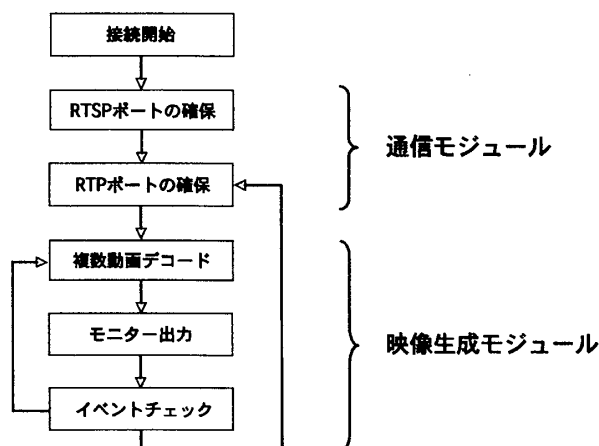 接続開始
RTSPポートの確保
通信モジュール
RTPポートの確保
複数動画デコード
モニター出力
映像生成モジュール
イベントチェック